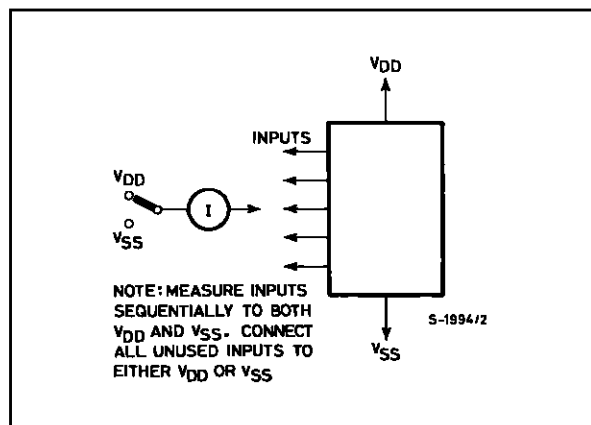 VDD
INPUTS
VDD
I
VSS
NOTE: MEASURE INPUTS
SEQUENTIALLY TO BOTH
VDD AND VSS. CONNECT
ALL UNUSED INPUTS TO
EITHER VDD OR VSS
S-1994/2
VSS